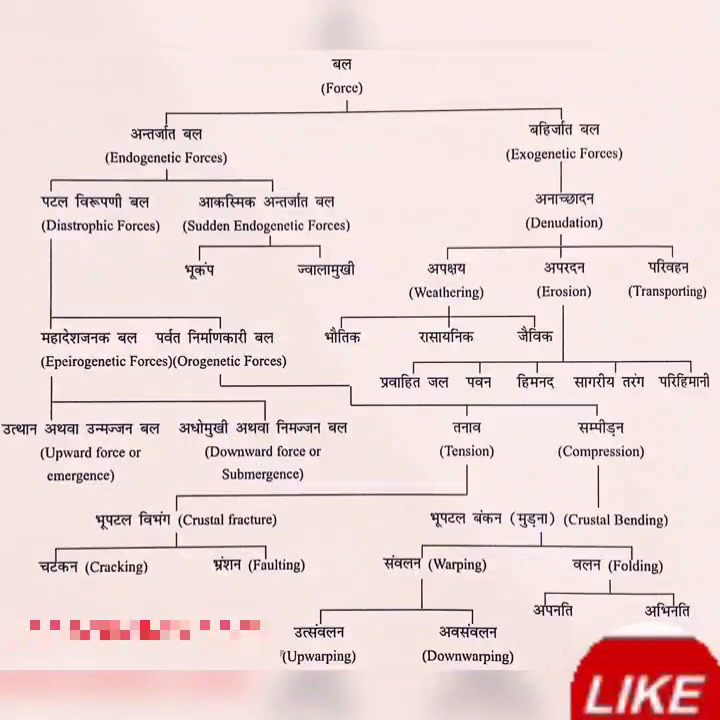 बल
(Force)
अन्तर्जात बल
(Endogenetic Forces)
बहिर्जात बल
(Exogenetic Forces)
पटल विरूपणी बल
(Diastrophic Forces)
आकस्मिक अन्तर्जात बल
(Sudden Endogenetic Forces)
अनाच्छादन
(Denudation)
भूकंप
ज्वालामुखी
अपक्षय
(Weathering)
अपरदन
(Erosion)
परिवहन
(Transporting)
महादेशजनक बल
(Epeirogenetic Forces)
पर्वत निर्माणकारी बल
(Orogenetic Forces)
भौतिक
रासायनिक
जैविक
प्रवाहित जल
पवन
हिमनद
सागरीय तरंग
परिहिमानी
उत्थान अथवा उन्मज्जन बल
(Upward force or
emergence)
अधोमुखी अथवा निमज्जन बल
(Downward force or
Submergence)
तनाव
(Tension)
सम्पीड़न
(Compression)
भूपटल विभंग (Crustal fracture)
भूपटल बंकन (मुड़ना) (Crustal Bending)
चटकन (Cracking)
भ्रंशन (Faulting)
संवलन (Warping)
वलन (Folding)
अपनति
अभिनति
उत्संवलन
(Upwarping)
अवसंवलन
(Downwarping)
LIKE